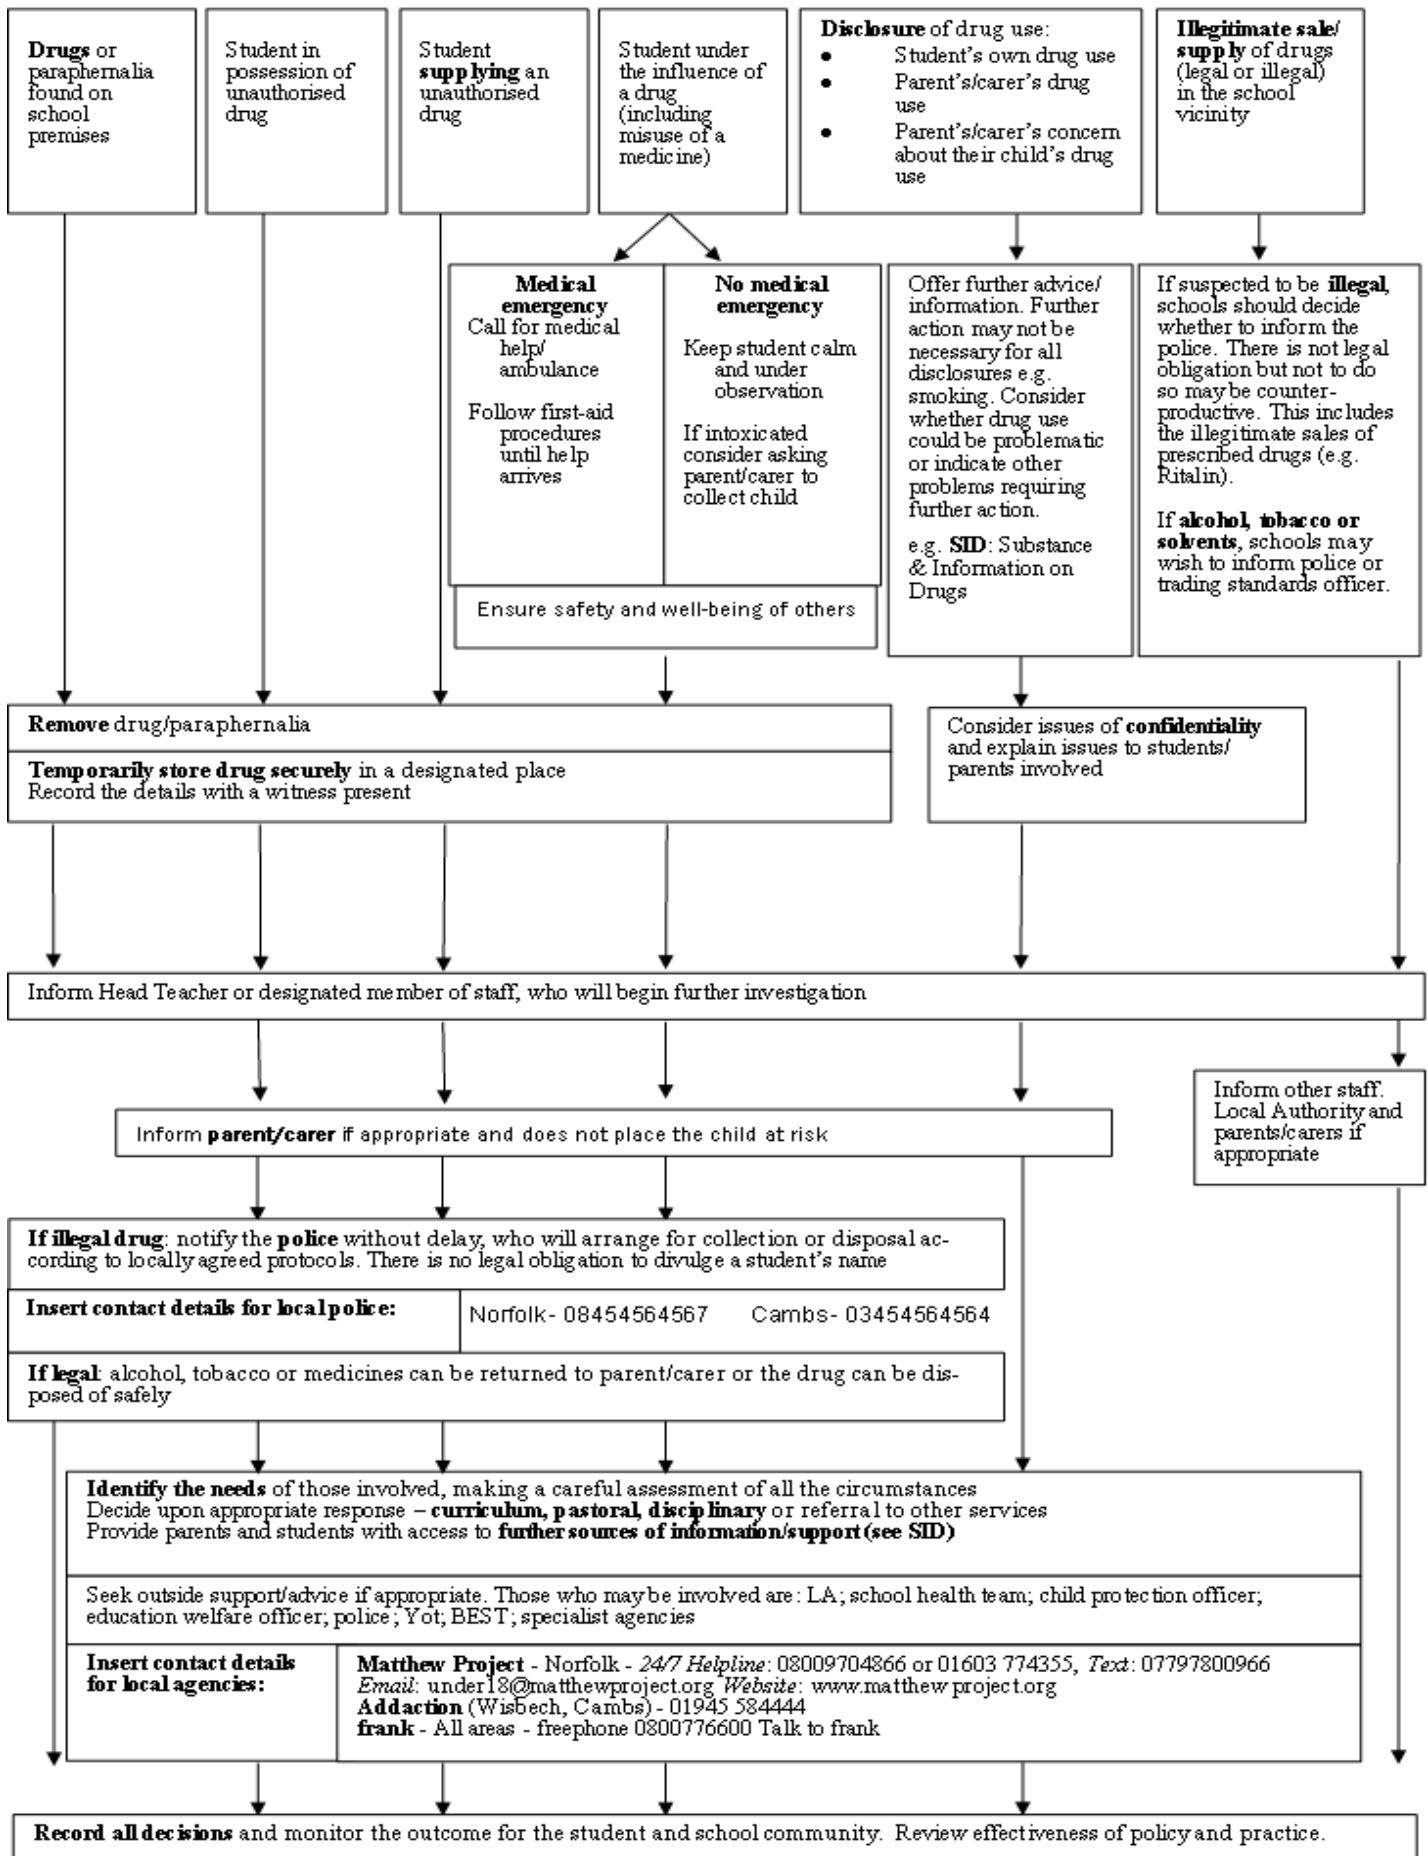 Drugs or
paraphernalia
found on
school
premises
Student in
possession of
unauthorised
drug
Student
supplying an
unauthorised
drug
Student under
the influence of
a drug
(including
misuse of a
medicine)
Disclosure of drug use:
● Student's own drug use
● Parent's/carer's drug
use
● Parent's/carer's concern
about their child's drug
use
Illegitimate sale/
supply of drugs
(legal or illegal)
in the school
vicinity
Medical
emergency
Call for medical
help/
ambulance
Follow first-aid
procedures
until help
arrives
No medical
emergency
Keep student calm
and under
observation
If intoxicated
consider asking
parent/carer to
collect child
Ensure safety and well-being of others
Offer further advice/
information. Further
action may not be
necessary for all
disclosures e.g.
smoking. Consider
whether drug use
could be problematic
or indicate other
problems requiring
further action.
e.g. SID: Substance
& Information on
Drugs
If suspected to be illegal,
schools should decide
whether to inform the
police. There is not legal
obligation but not to do
so may be counter-
productive. This includes
the illegitimate sales of
prescribed drugs (e.g.
Ritalin).
If alcohol, tobacco or
solvents, schools may
wish to inform police or
trading standards officer.
Remove drug/paraphernalia
Temporarily store drug securely in a designated place
Record the details with a witness present
Consider issues of confidentiality
and explain issues to students/
parents involved
Inform Head Teacher or designated member of staff, who will begin further investigation
Inform parent/carer if appropriate and does not place the child at risk
Inform other staff.
Local Authority and
parents/carers if
appropriate
If illegal drug: notify the police without delay, who will arrange for collection or disposal ac-
cording to locally agreed protocols. There is no legal obligation to divulge a student's name
Insert contact details for local police:
Norfolk- 08454564567 Cambs- 03454564564
If legal: alcohol, tobacco or medicines can be returned to parent/carer or the drug can be dis-
posed of safely
Identify the needs of those involved, making a careful assessment of all the circumstances
Decide upon appropriate response – curriculum, pastoral, disciplinary or referral to other services
Provide parents and students with access to further sources of information/support (see SID)
Seek outside support/advice if appropriate. Those who may be involved are: LA; school health team; child protection officer;
education welfare officer; police; Yot; BEST; specialist agencies
Insert contact details
for local agencies:
Matthew Project - Norfolk - 24/7 Helpline: 08009704866 or 01603 774355, Text: 07797800966
Email: under18@matthewproject.org Website: www.matthew project.org
Addaction (Wisbech, Cambs) - 01945 584444
frank - All areas - freephone 0800776600 Talk to frank
Record all decisions and monitor the outcome for the student and school community. Review effectiveness of policy and practice.